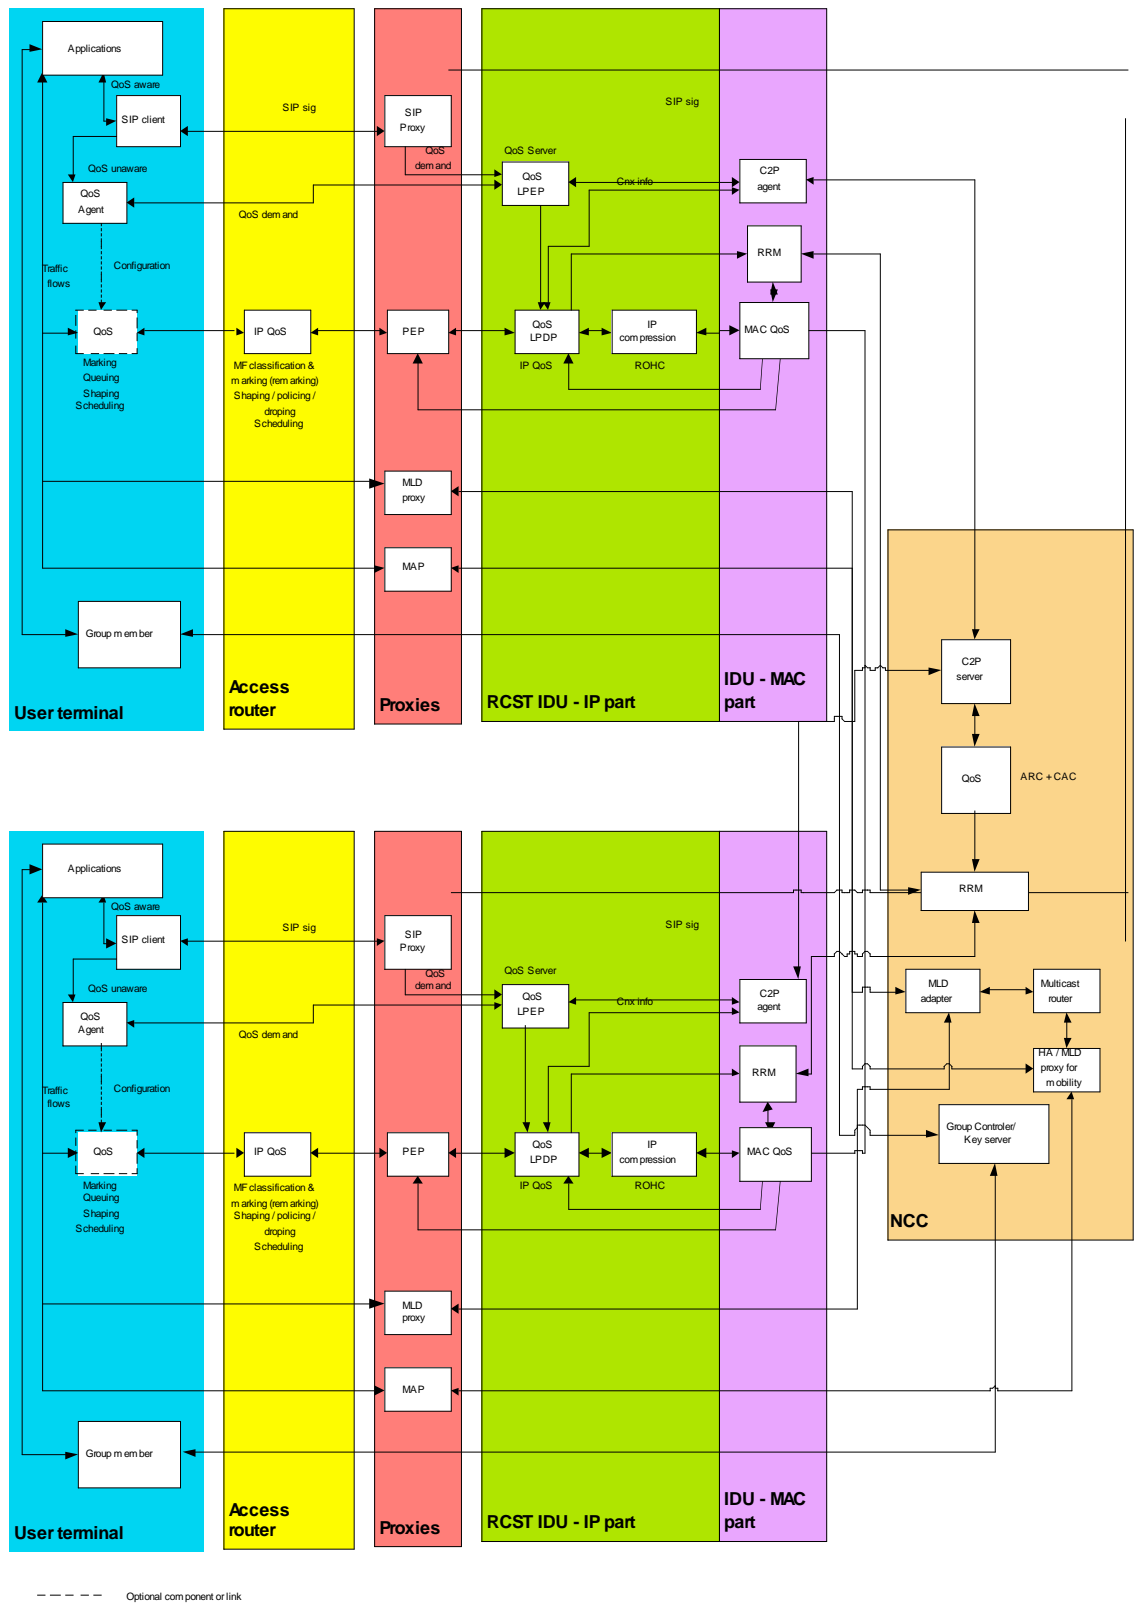 Applications
QoS aware
SIP client
SIP sig
SIP
Proxy
SIP sig
QoS
demand
QoS Server
QoS unaware
QoS
Agent
QoS
LPEP
Cnx info
C2P
agent
QoS demand
RRM
Traffic
flows
Configuration
QoS
IP QoS
PEP
QoS
LPDP
IP
compression
MAC QoS
Marking
Queuing
Shaping
Scheduling
MF classification &
marking (remarking)
Shaping / policing /
droping
Scheduling
IP QoS
ROHC
MLD
proxy
MAP
Group member
User terminal
Access
router
Proxies
RCST IDU - IP part
IDU - MAC
part
C2P
server
QoS
ARC + CAC
RRM
MLD
adapter
Multicast
router
HA / MLD
proxy for
mobility
Group Controler/
Key server
NCC
Applications
QoS aware
SIP client
SIP sig
SIP
Proxy
SIP sig
QoS
demand
QoS Server
QoS unaware
QoS
Agent
QoS
LPEP
Cnx info
C2P
agent
QoS demand
RRM
Traffic
flows
Configuration
QoS
IP QoS
PEP
QoS
LPDP
IP
compression
MAC QoS
Marking
Queuing
Shaping
Scheduling
MF classification &
marking (remarking)
Shaping / policing /
droping
Scheduling
IP QoS
ROHC
MLD
proxy
MAP
Group member
User terminal
Access
router
Proxies
RCST IDU - IP part
IDU - MAC
part
Optional component or link